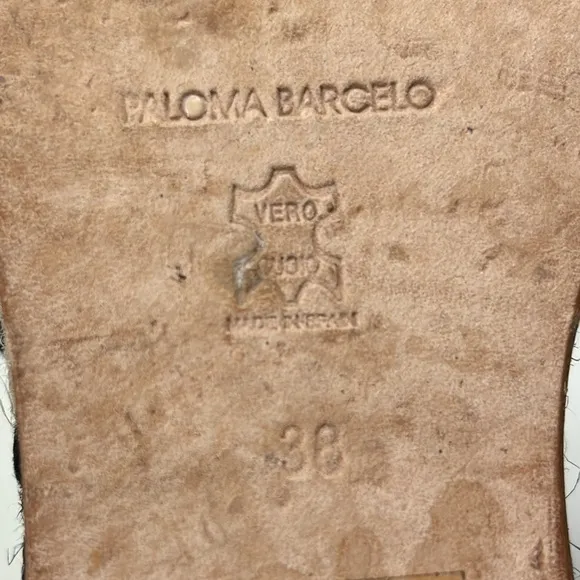 PALOMA BARCELO
VERO
CUOIO
MADE IN SPAIN
38